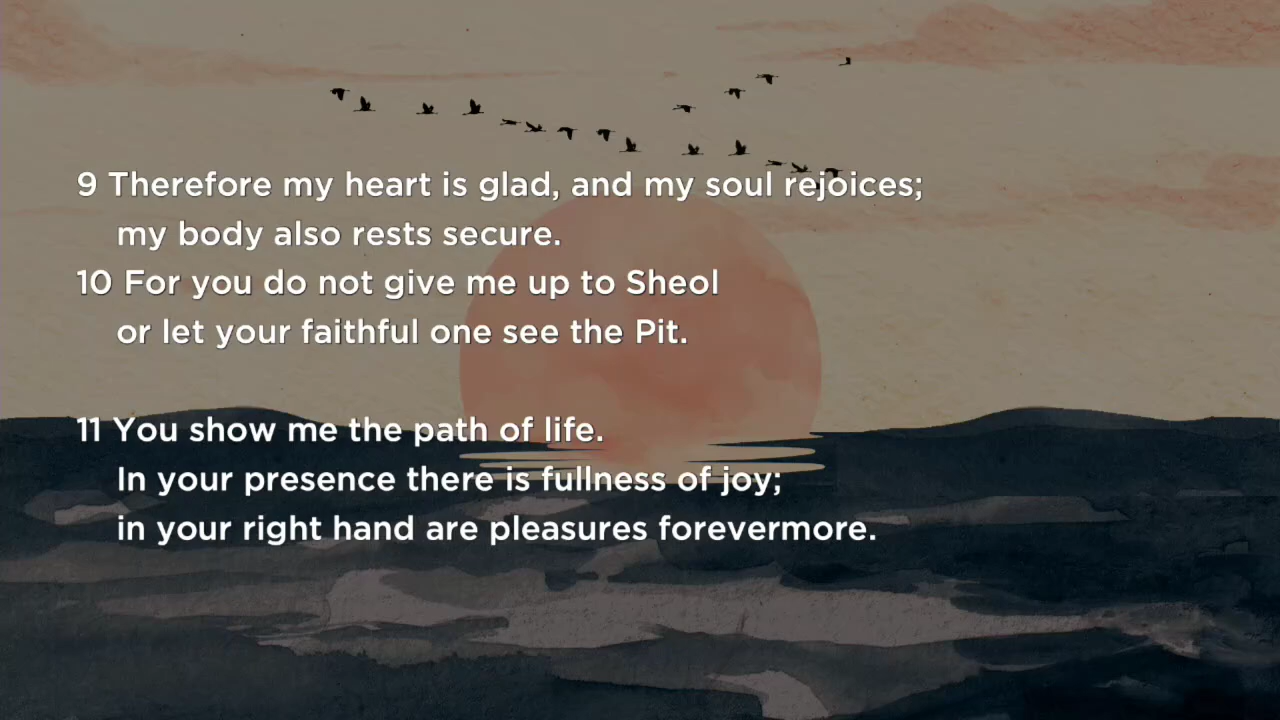 9 Therefore my heart is glad, and my soul rejoices;
my body also rests secure.
10 For you do not give me up to Sheol
or let your faithful one see the Pit.
11 You show me the path of life.
In your presence there is fullness of joy;
in your right hand are pleasures forevermore.